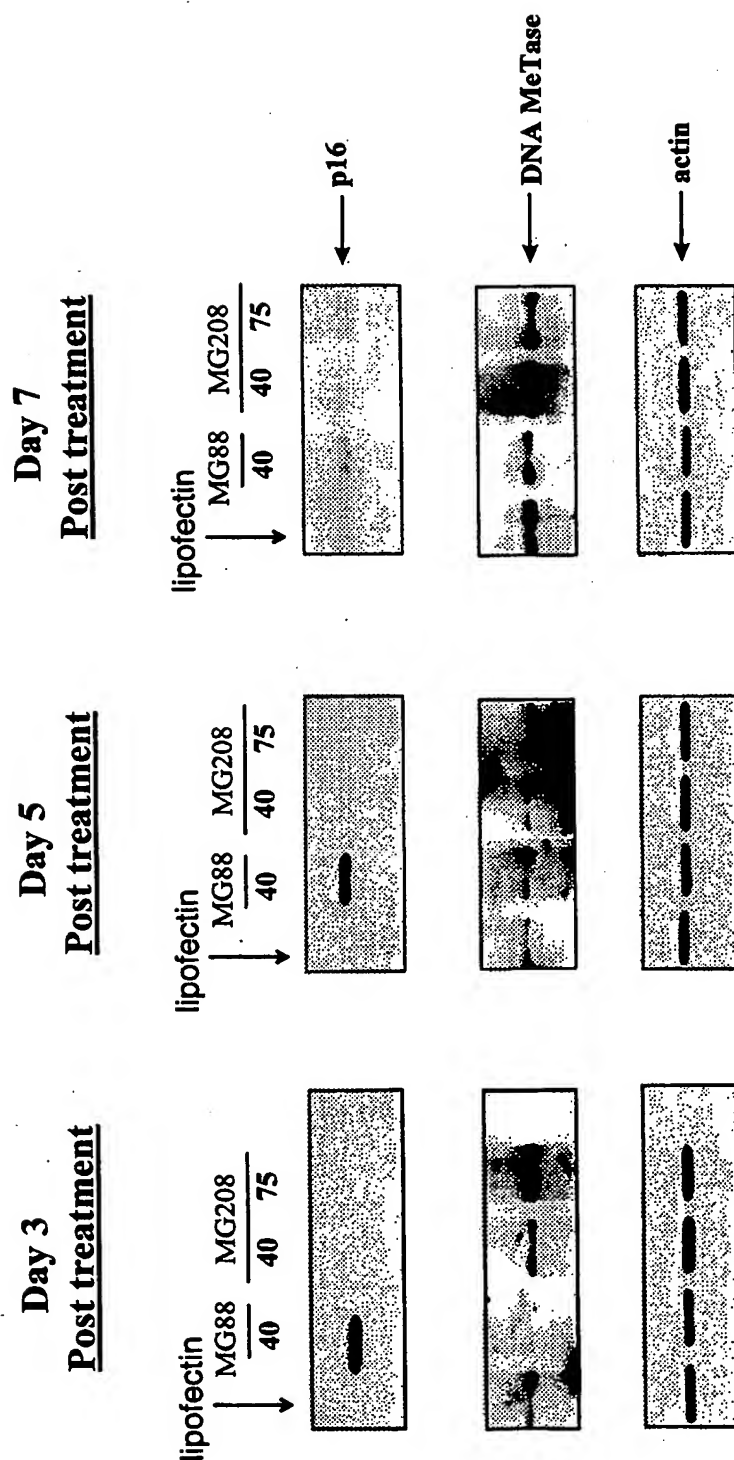 Day 3
Post treatment
lipofectin
MG88 MG208
40 40 75
Day 5
Post treatment
lipofectin
MG88 MG208
40 40 75
Day 7
Post treatment
lipofectin
MG88 MG208
40 40 75
p16
DNA MeTase
actin